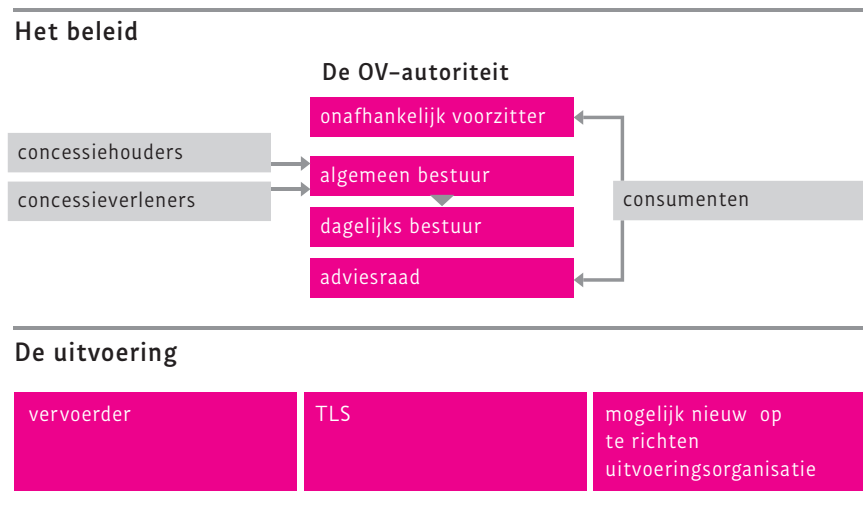 Het beleid
De OV-autoriteit
onafhankelijk voorzitter
concessiehouders
algemeen bestuur
concessieverleners
consumenten
dagelijks bestuur
adviesraad
De uitvoering
vervoerder
TLS
mogelijk nieuw op
te richten
uitvoeringsorganisatie